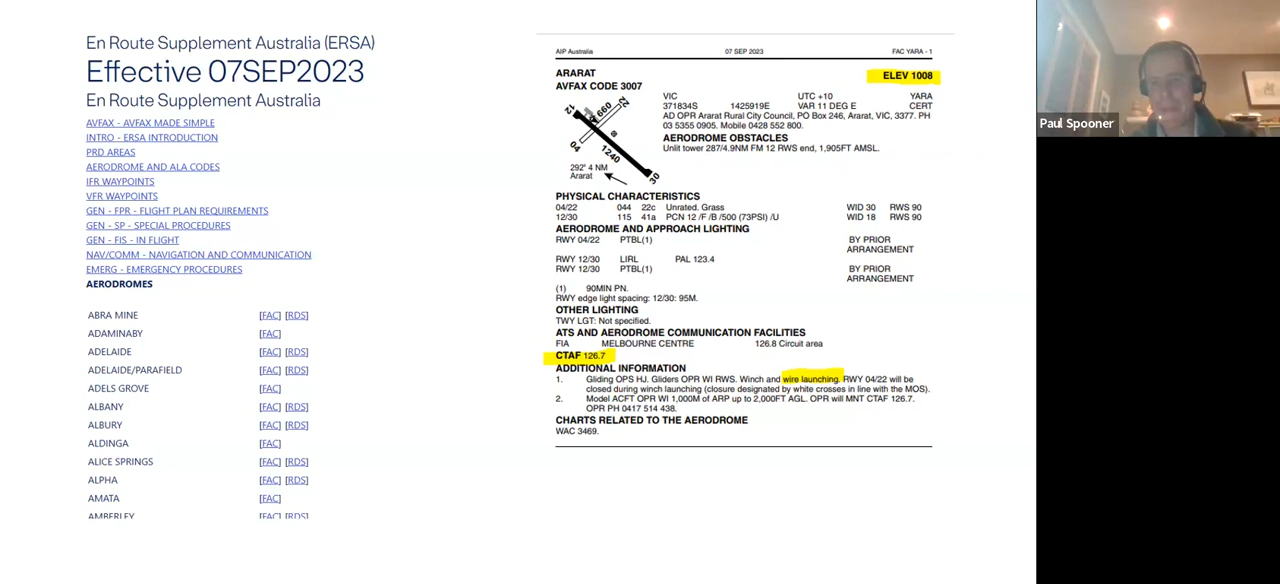 En Route Supplement Australia (ERSA)
Effective 07SEP2023
En Route Supplement Australia
AVFAX - AVFAX MADE SIMPLE
INTRO - ERSA INTRODUCTION
PRD AREAS
AERODROME AND ALA CODES
IFR WAYPOINTS
VFR WAYPOINTS
GEN - FPR - FLIGHT PLAN REQUIREMENTS
GEN - SP - SPECIAL PROCEDURES
GEN - FIS - IN FLIGHT
NAV/COMM - NAVIGATION AND COMMUNICATION
EMERG - EMERGENCY PROCEDURES
AERODROMES
ABRA MINE [FAC] [RDS]
ADAMINABY [FAC]
ADELAIDE [FAC] [RDS]
ADELAIDE/PARAFIELD [FAC] [RDS]
ADELS GROVE [FAC]
ALBANY [FAC] [RDS]
ALBURY [FAC] [RDS]
ALDINGA [FAC]
ALICE SPRINGS [FAC] [RDS]
ALPHA [FAC] [RDS]
AMATA [FAC]
AMBERLEY [FAC] [RDS]
AIP Australia 07 SEP 2023 FAC YARA - 1
ARARAT ELEV 1008
AVFAX CODE 3007
VIC UTC +10 YARA
371834S 1425919E VAR 11 DEG E CERT
AD OPR Ararat Rural City Council, PO Box 246, Ararat, VIC, 3377. PH
03 5355 0905. Mobile 0428 552 800.
AERODROME OBSTACLES
Unlit tower 287/4.9NM FM 12 RWS end, 1,905FT AMSL.
12
660
22
04
1240
30
292° 4 NM
Ararat
PHYSICAL CHARACTERISTICS
04/22 044 22c Unrated. Grass WID 30 RWS 90
12/30 115 41a PCN 12 /F /B /500 (73PSI) /U WID 18 RWS 90
AERODROME AND APPROACH LIGHTING
RWY 04/22 PTBL(1) BY PRIOR
ARRANGEMENT
RWY 12/30 LIRL PAL 123.4
RWY 12/30 PTBL(1) BY PRIOR
ARRANGEMENT
(1) 90MIN PN.
RWY edge light spacing: 12/30: 95M.
OTHER LIGHTING
TWY LGT: Not specified.
ATS AND AERODROME COMMUNICATION FACILITIES
FIA MELBOURNE CENTRE 126.8 Circuit area
CTAF 126.7
ADDITIONAL INFORMATION
1. Gliding OPS HJ. Gliders OPR WI RWS. Winch and wire launching. RWY 04/22 will be
closed during winch launching (closure designated by white crosses in line with the MOS).
2. Model ACFT OPR WI 1,000M of ARP up to 2,000FT AGL. OPR will MNT CTAF 126.7.
OPR PH 0417 514 438.
CHARTS RELATED TO THE AERODROME
WAC 3469.
Paul Spooner